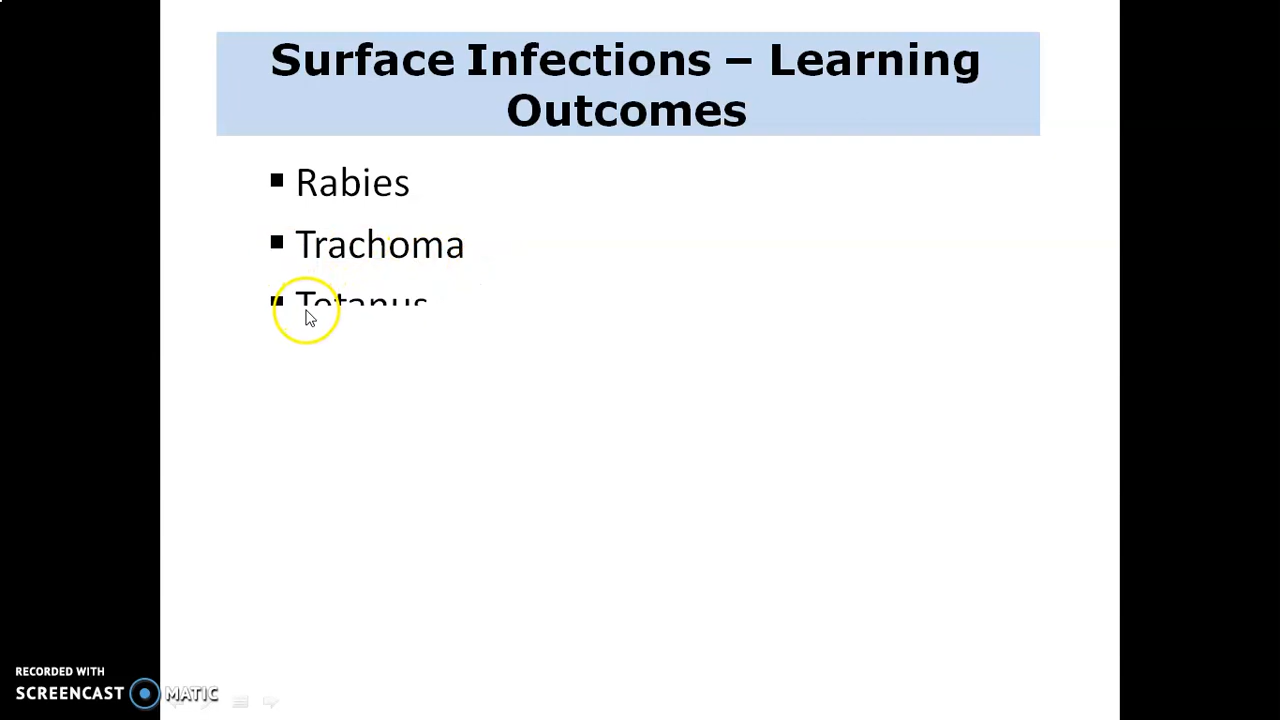 Surface Infections – Learning
Outcomes
▪ Rabies
▪ Trachoma
▪ Tetanus
RECORDED WITH
SCREENCAST MATIC